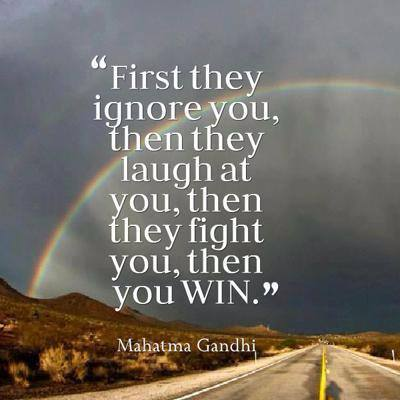 “First they
ignore you,
then they
laugh at
you, then
they fight
you, then
you WIN.”
Mahatma Gandhi